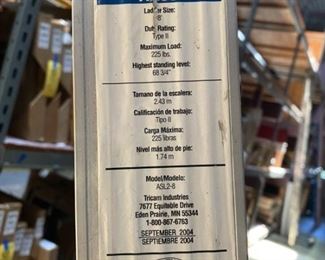 Ladder Size:
8'
Duty Rating:
Type II
Maximum Load:
225 lbs.
Highest standing level:
68 3/4"
Tamano de la escalera:
2.43 m
Calificación de trabajo:
Tipo II
Carga Máxima:
225 libras
Nivel más alto de pie:
1.74 m
Model/Modelo:
ASL2-8
Tricam Industries
7677 Equitable Drive
Eden Prairie, MN 55344
1-800-867-6763
SEPTEMBER 2004
SEPTIEMBRE 2004